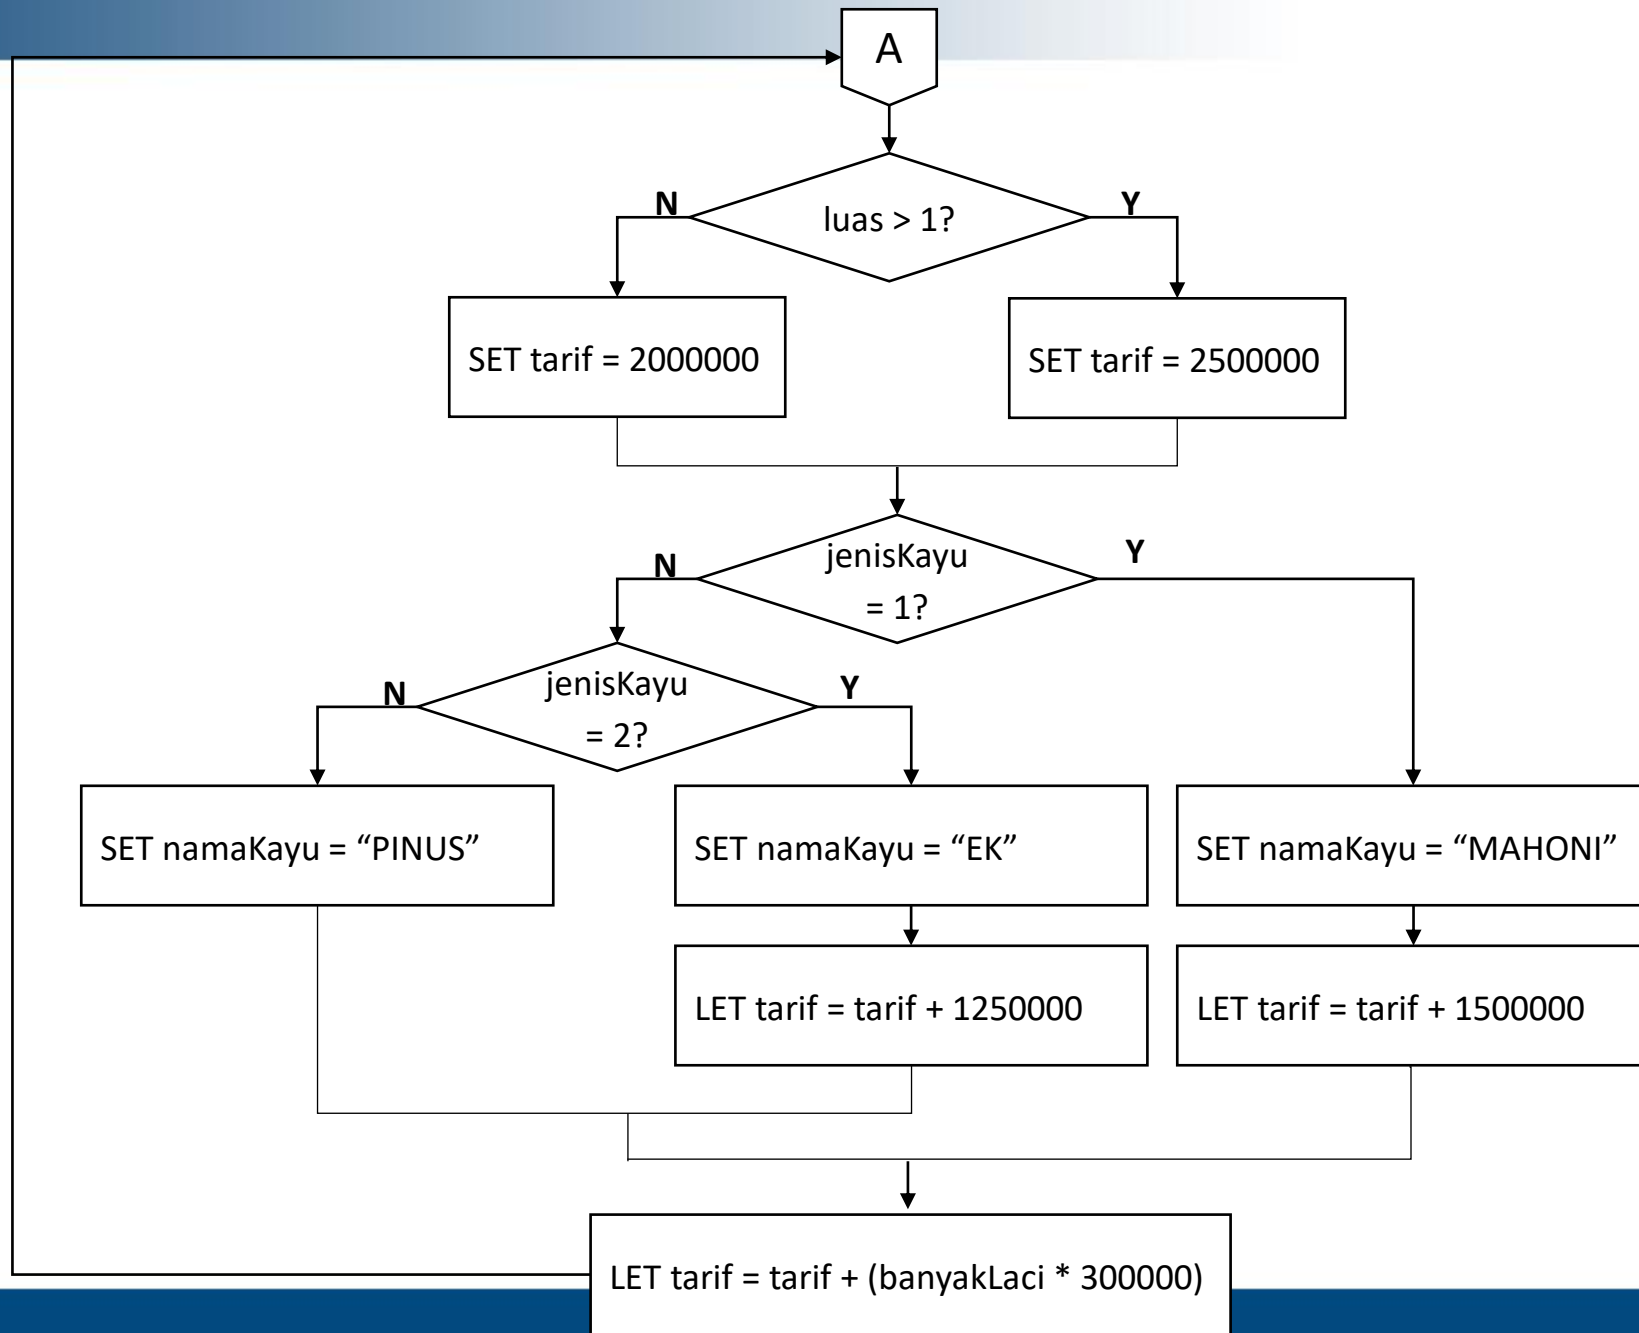 A
N
luas > 1?
Y
SET tarif = 2000000
SET tarif = 2500000
N
jenisKayu
= 1?
Y
N
jenisKayu
= 2?
Y
SET namaKayu = “PINUS”
SET namaKayu = “EK”
SET namaKayu = “MAHONI”
LET tarif = tarif + 1250000
LET tarif = tarif + 1500000
LET tarif = tarif + (banyakLaci * 300000)